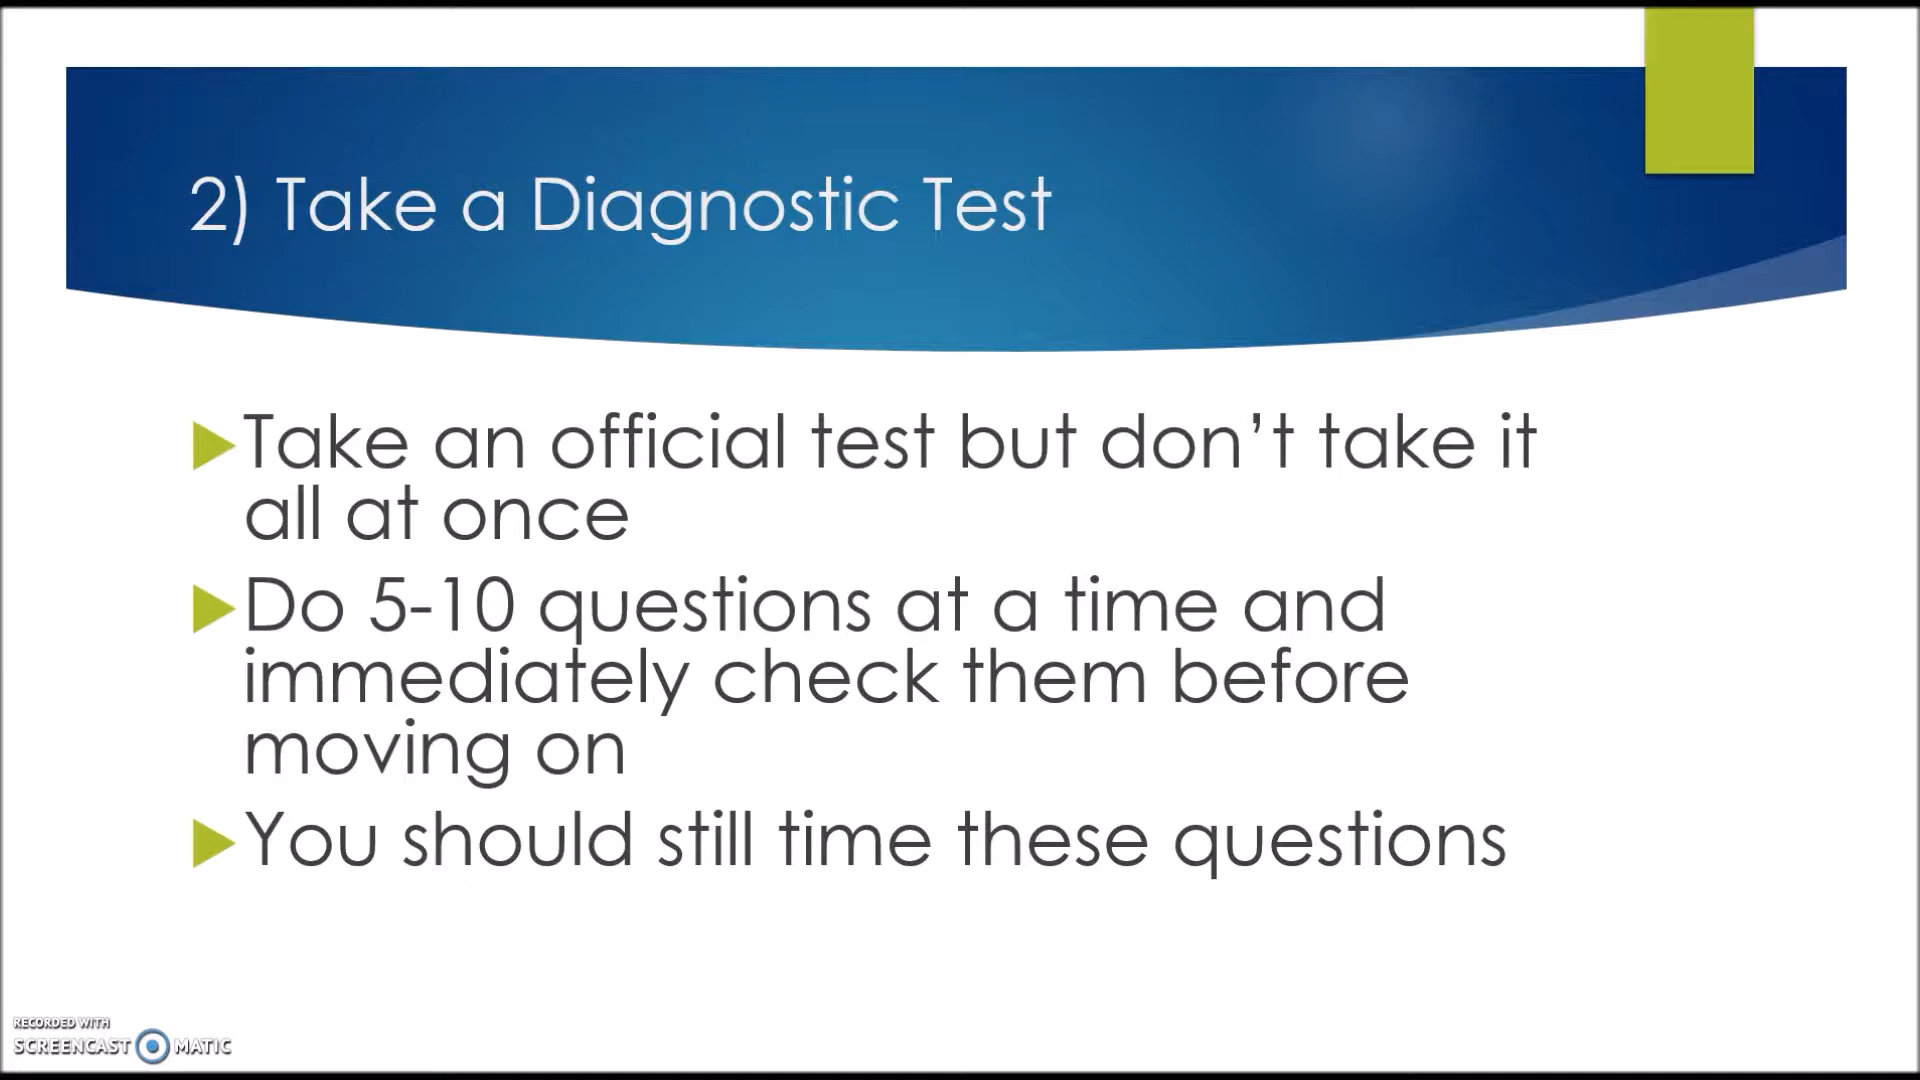 2) Take a Diagnostic Test
Take an official test but don’t take it
all at once
Do 5-10 questions at a time and
immediately check them before
moving on
You should still time these questions
RECORDED WITH
SCREENCAST MATIC